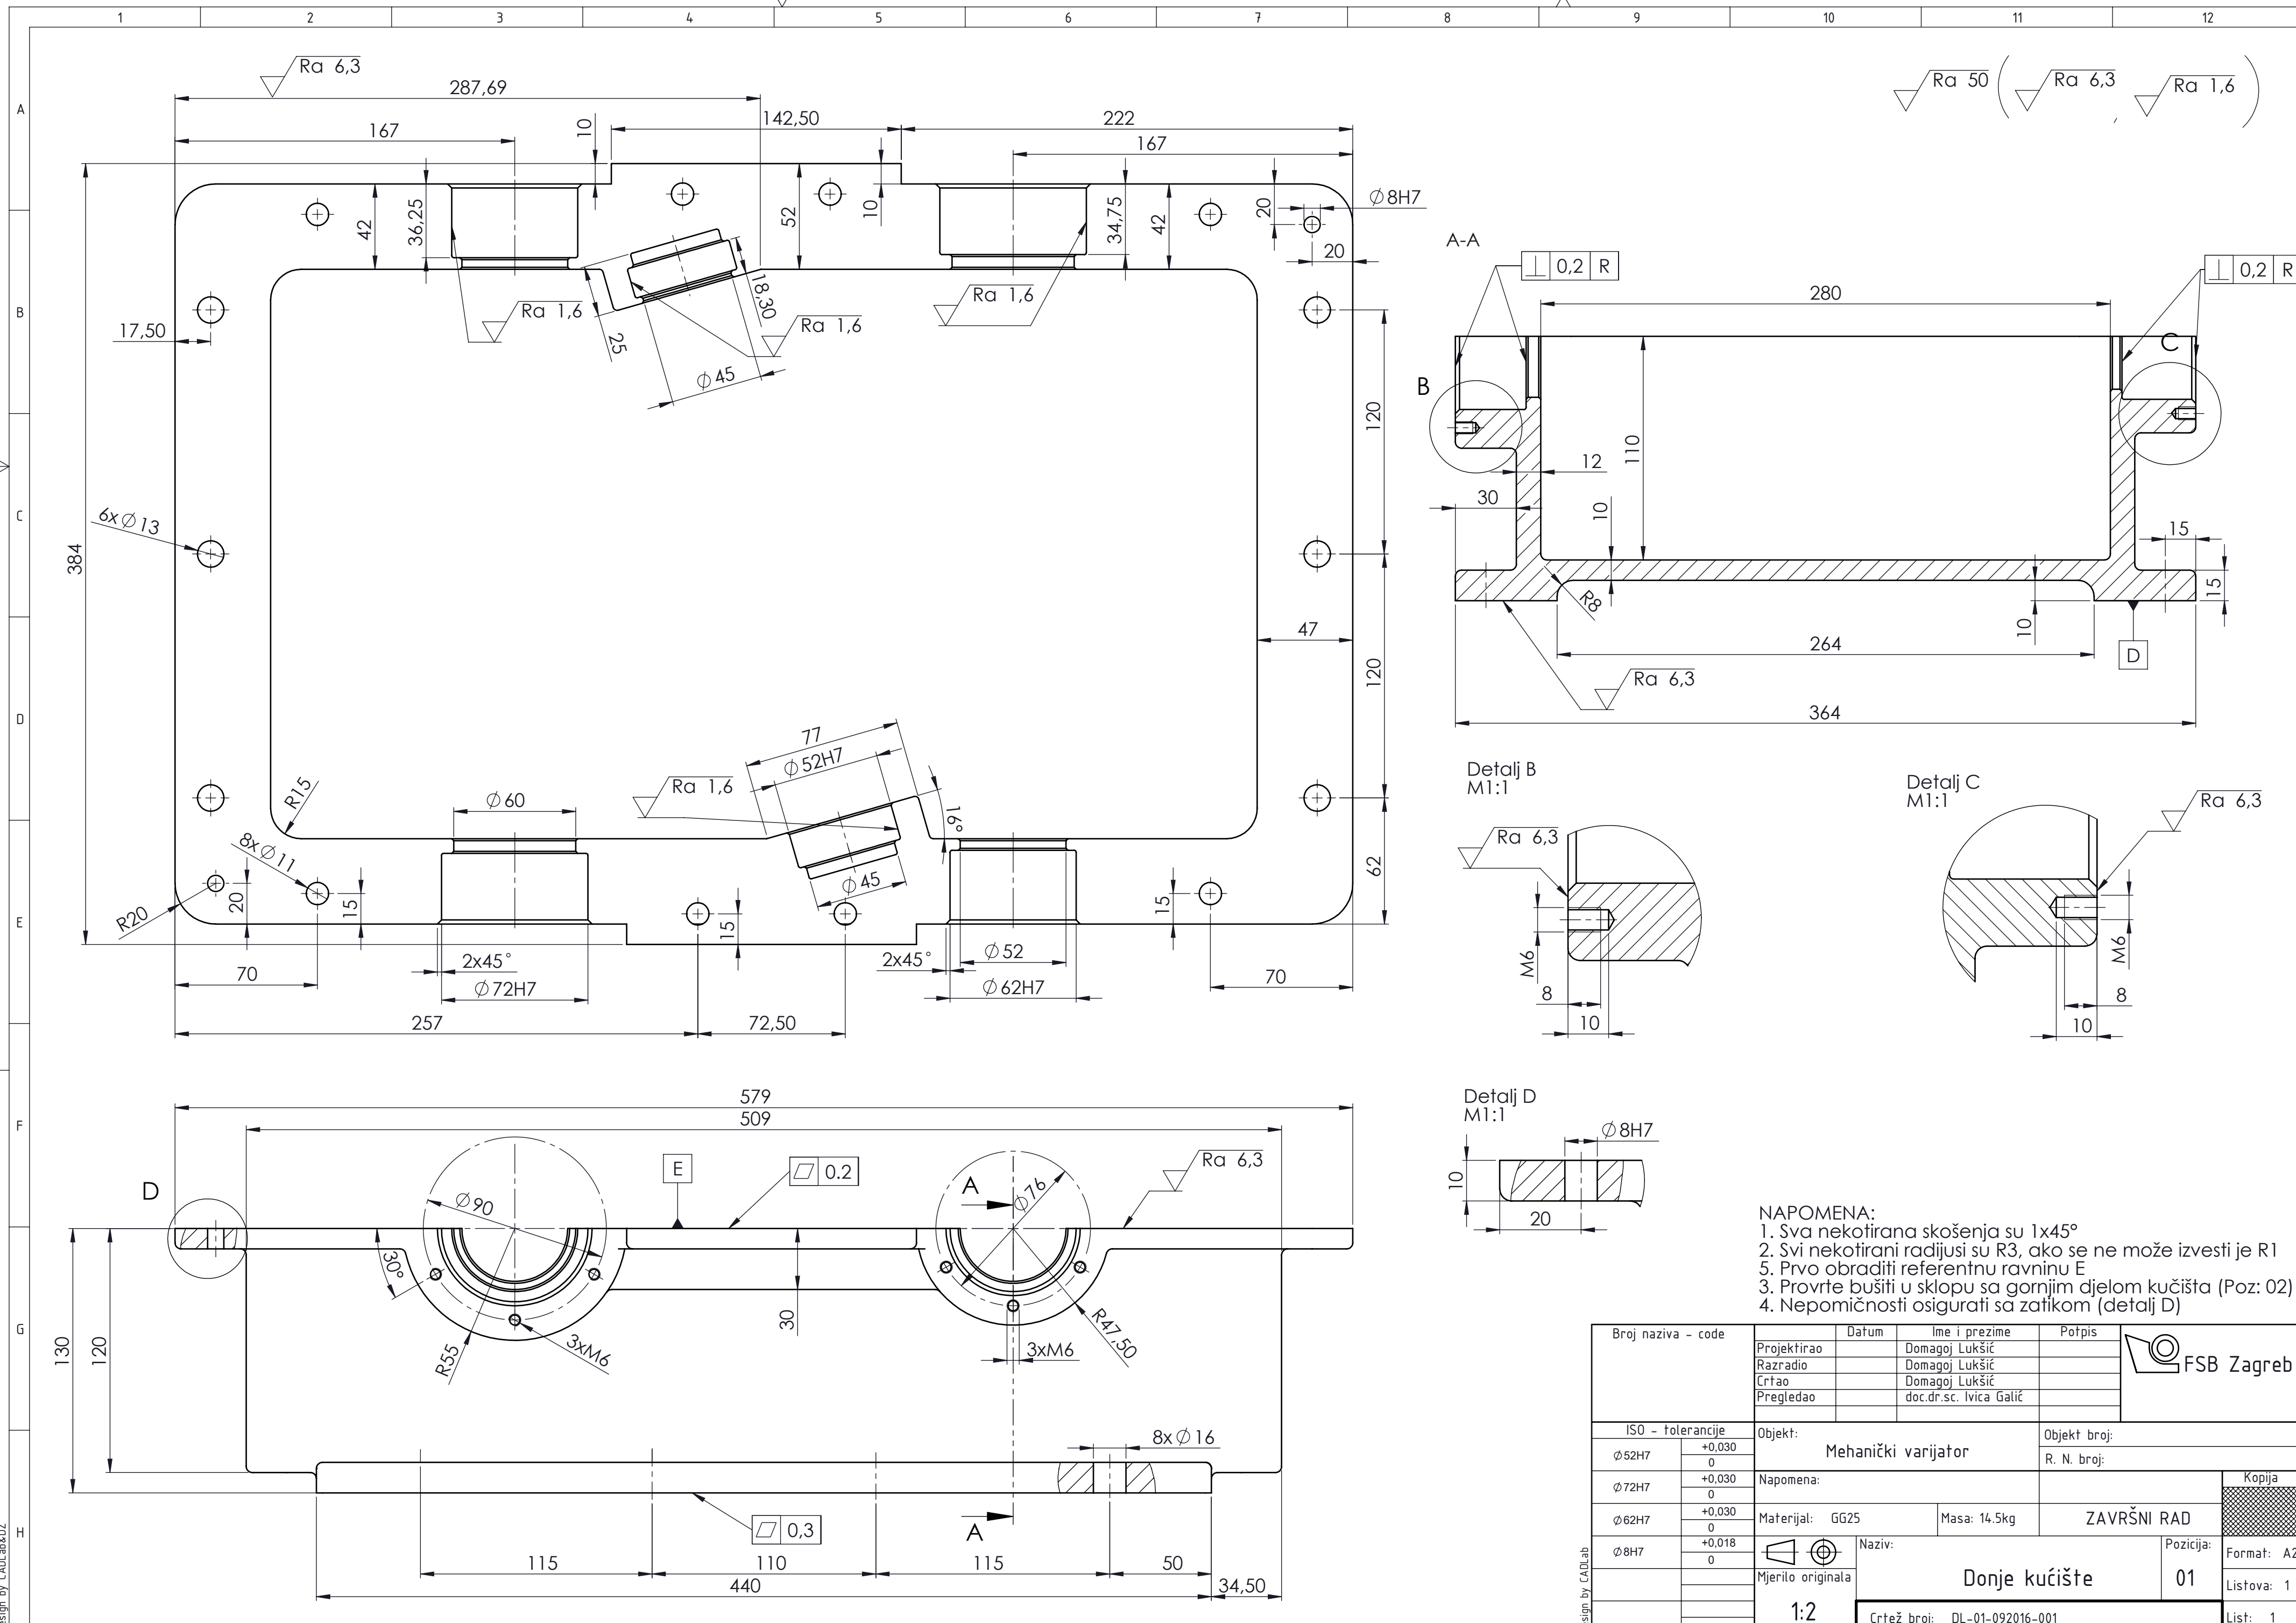 1 2 3 4 5 6 7 8 9 10 11 12
A
B
C
D
E
F
G
H
Ra 6,3
287,69
167
10
142,50
222
167
Ra 50 ( Ra 6,3 , Ra 1,6 )
42
36,25
52
10
34,75
42
20
Ø8H7
20
17,50
Ra 1,6
25
18,30
Ra 1,6
Ø45
Ra 1,6
384
6xØ13
120
120
47
62
77
Ø52H7
Ra 1,6
16°
R15
Ø60
8xØ11
Ø45
R20
20
15
15
15
70
2x45°
Ø72H7
2x45°
Ø52
Ø62H7
70
257
72,50
A-A
⊥ 0,2 R
⊥ 0,2 R
280
B
C
110
12
30
10
15
R8
15
10
264
D
Ra 6,3
364
Detalj B
M1:1
Ra 6,3
M6
8
10
Detalj C
M1:1
Ra 6,3
M6
8
10
579
509
D
E
▱ 0.2
Ra 6,3
Ø90
A
Ø76
30°
130
120
R55
3xM6
30
3xM6
R47,50
8xØ16
▱ 0,3
A
115
110
115
50
440
34,50
Detalj D
M1:1
Ø8H7
10
20
NAPOMENA:
1. Sva nekotirana skošenja su 1x45°
2. Svi nekotirani radijusi su R3, ako se ne može izvesti je R1
5. Prvo obraditi referentnu ravninu E
3. Provrte bušiti u sklopu sa gornjim djelom kučišta (Poz: 02)
4. Nepomičnosti osigurati sa zatikom (detalj D)
Broj naziva - code
Datum Ime i prezime Potpis
Projektirao Domagoj Lukšić
Razradio Domagoj Lukšić
Crtao Domagoj Lukšić
Pregledao doc.dr.sc. Ivica Galić
FSB Zagreb
ISO - tolerancije
Ø52H7 +0,030 0
Ø72H7 +0,030 0
Ø62H7 +0,030 0
Ø8H7 +0,018 0
Objekt:
Mehanički varijator
Objekt broj:
R. N. broj:
Napomena:
Kopija
Materijal: GG25
Masa: 14.5kg
ZAVRŠNI RAD
Naziv:
Donje kućište
Pozicija:
01
Format: A2
Listova: 1
Mjerilo originala
1:2
Crtež broj: DL-01-092016-001
List: 1